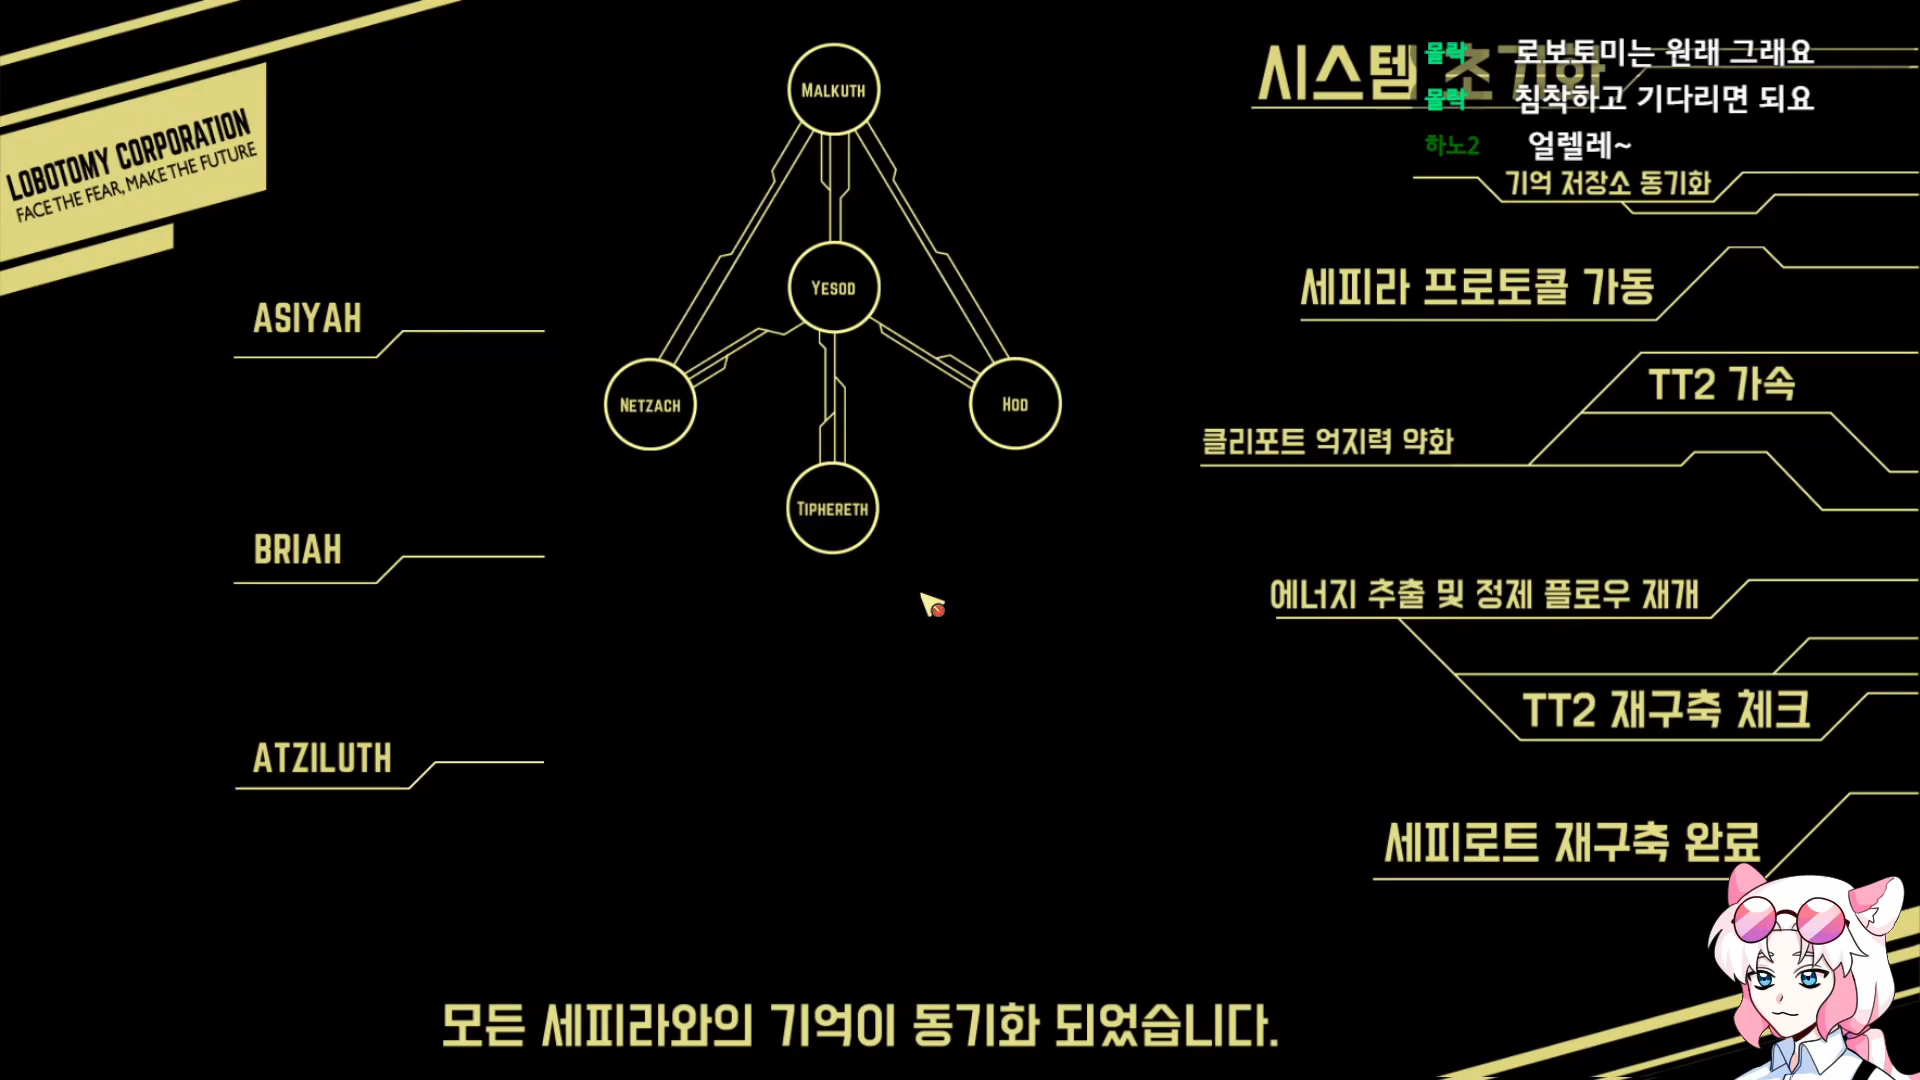 LOBOTOMY CORPORATION
FACE THE FEAR, MAKE THE FUTURE
ASIYAH
BRIAH
ATZILUTH
MALKUTH
YESOD
NETZACH
HOD
TIPHERETH
시스템 초기화
몰락 로보토미는 원래 그래요
몰락 침착하고 기다리면 되요
하노2 얼렐레~
기억 저장소 동기화
세피라 프로토콜 가동
TT2 가속
클리포트 억지력 약화
에너지 추출 및 정제 플로우 재개
TT2 재구축 체크
세피로트 재구축 완료
모든 세피라와의 기억이 동기화 되었습니다.